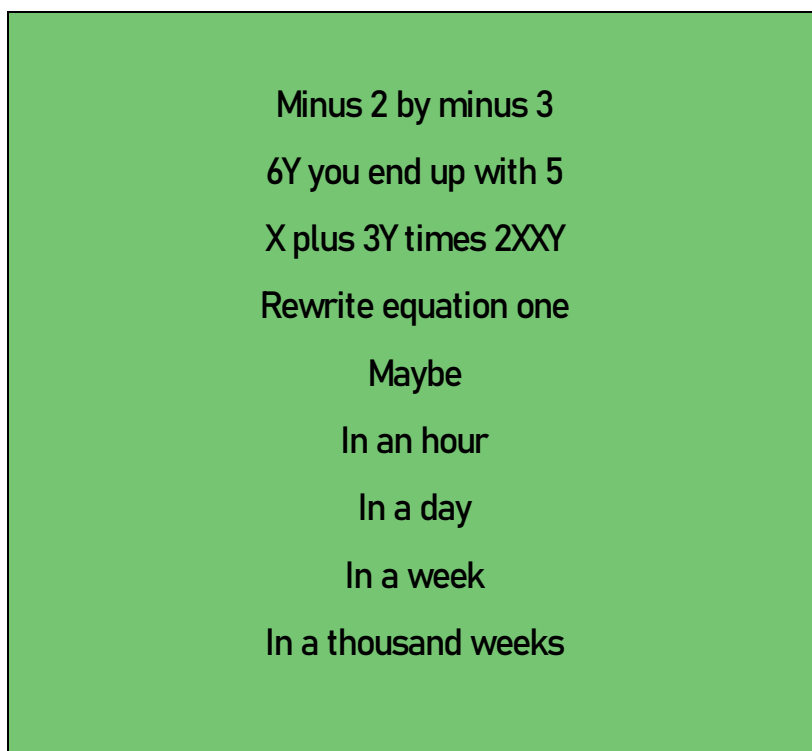 Minus 2 by minus 3
6Y you end up with 5
X plus 3Y times 2XXY
Rewrite equation one
Maybe
In an hour
In a day
In a week
In a thousand weeks